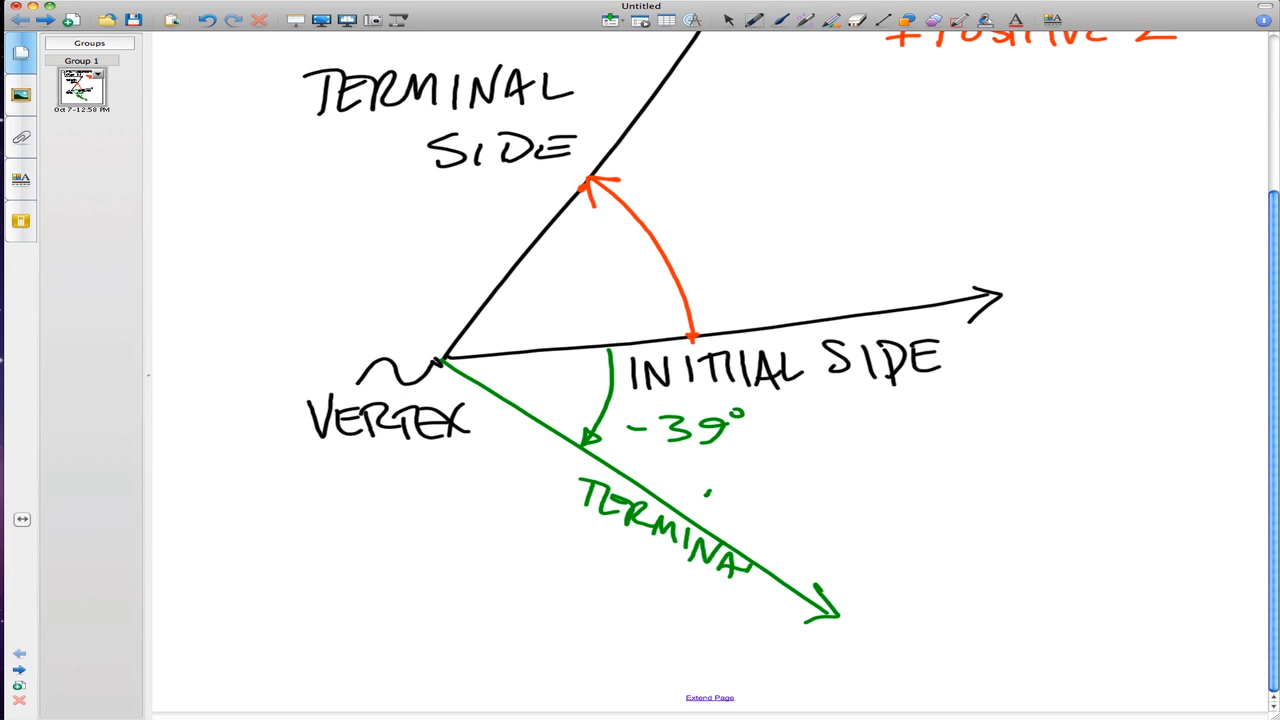 Untitled
Groups
Group 1
Oct 7-12:58 PM
TERMINAL
SIDE
VERTEX
INITIAL SIDE
-39°
TERMINAL
Extend Page